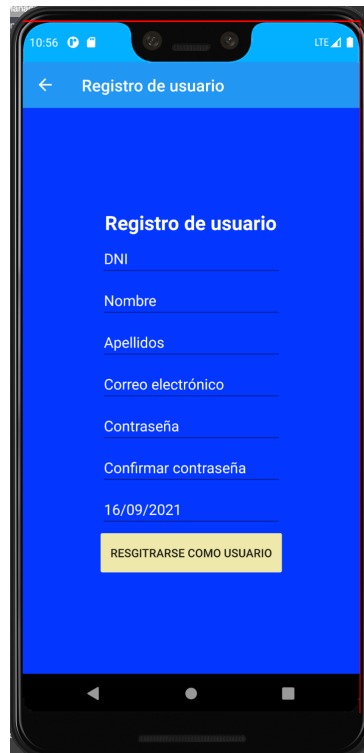 10:56
LTE
Registro de usuario
Registro de usuario
DNI
Nombre
Apellidos
Correo electrónico
Contraseña
Confirmar contraseña
16/09/2021
RESGITRARSE COMO USUARIO